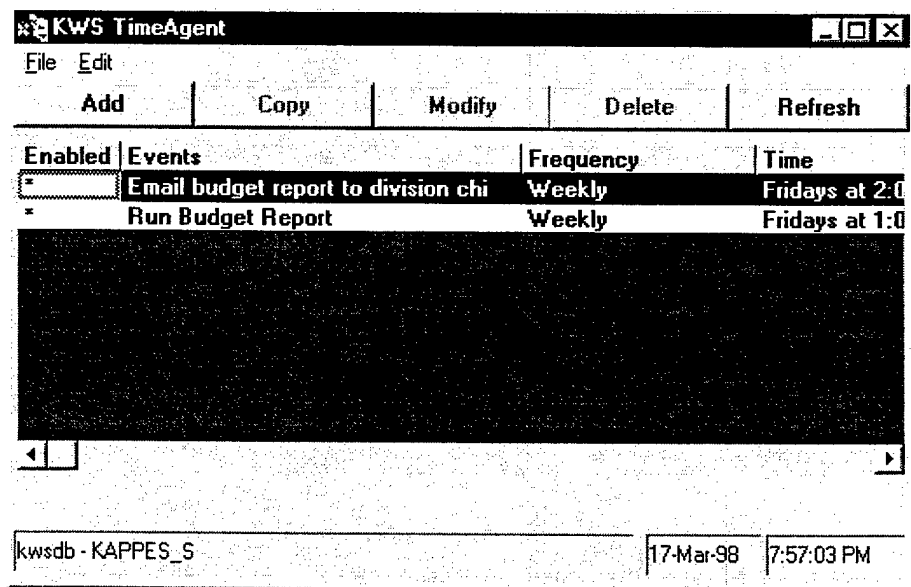 KWS TimeAgent
File Edit
Add Copy Modify Delete Refresh
Enabled Events Frequency Time
* Email budget report to division chi Weekly Fridays at 2:0
* Run Budget Report Weekly Fridays at 1:0
kwsdb - KAPPES_S 17-Mar-98 7:57:03 PM